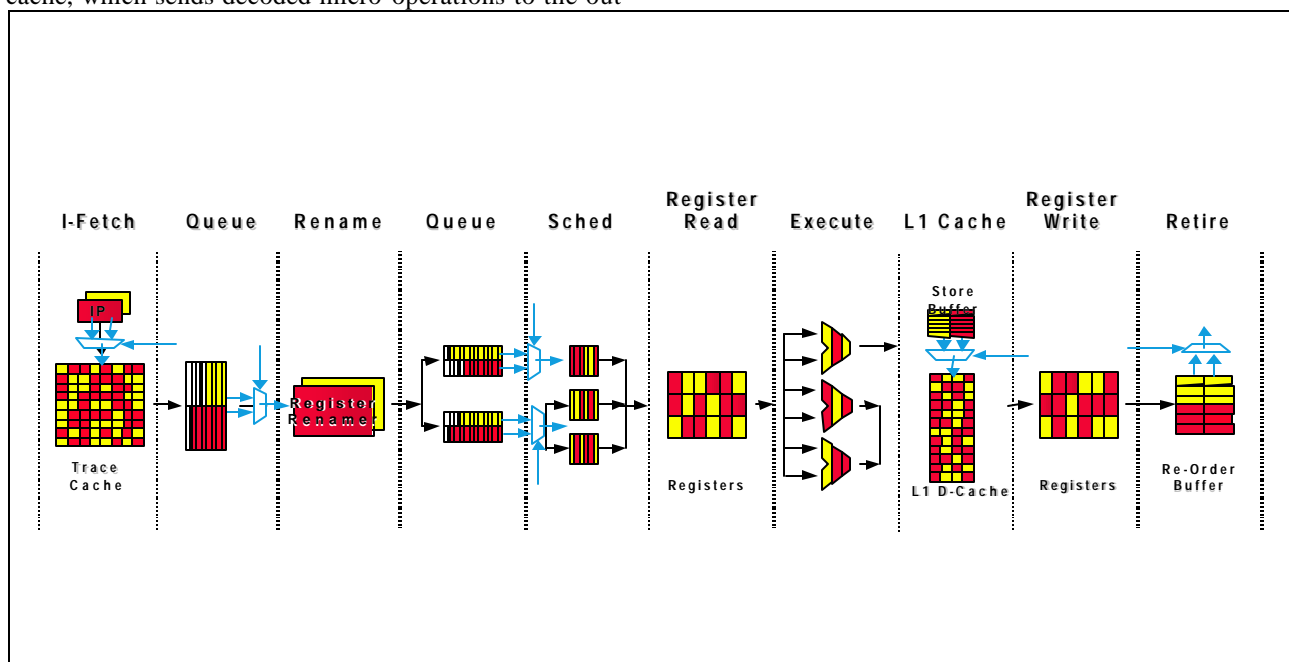 cache, which sends decoded micro-operations to the out-
I-Fetch
Queue
Rename
Queue
Sched
Register
Read
Execute
L1 Cache
Register
Write
Retire
IP
Trace
Cache
Register
Renamer
Registers
Store
Buffer
L1 D-Cache
Registers
Re-Order
Buffer